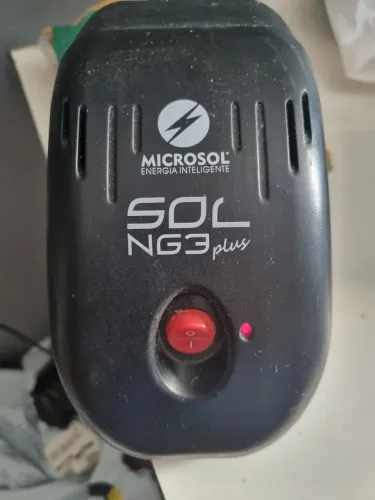 MICROSOL
ENERGIA INTELIGENTE
SOL
NG3 plus
O
I